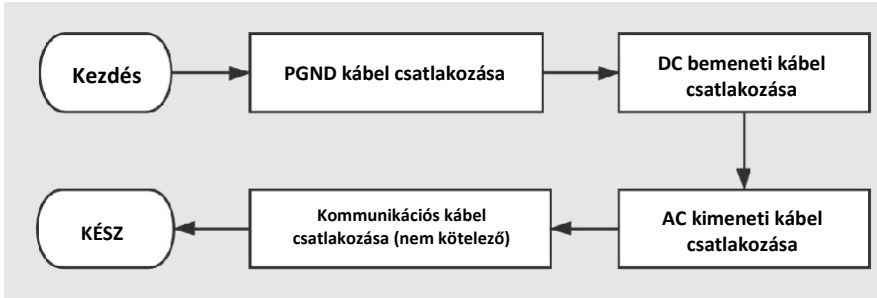 Kezdés
PGND kábel csatlakozása
DC bemeneti kábel
csatlakozása
AC kimeneti kábel
csatlakozása
Kommunikációs kábel
csatlakozása (nem kötelező)
KÉSZ